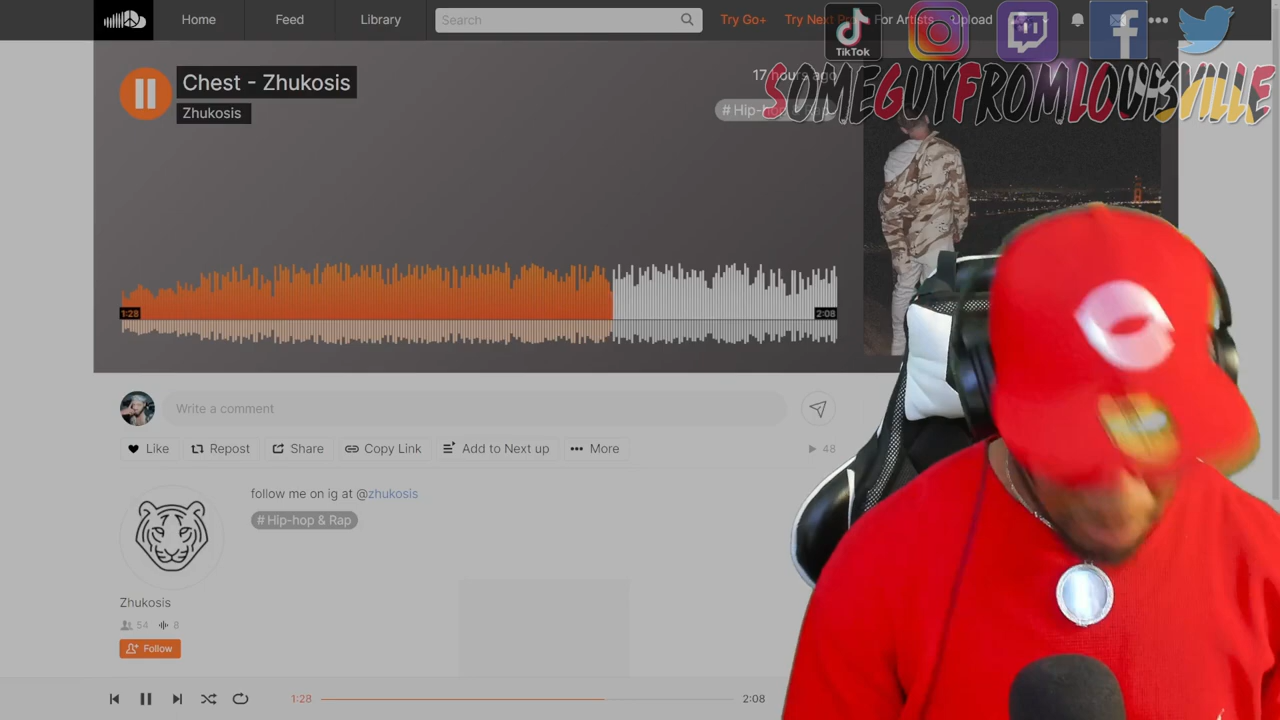 Home
Feed
Library
Search
Try Go+
For Artists
Upload
TikTok
SOMEGUYFROMLOUISVILLE
Chest - Zhukosis
Zhukosis
17 hours ago
1:28
2:08
Write a comment
Like
Repost
Share
Copy Link
Add to Next up
More
48
follow me on ig at @zhukosis
# Hip-hop & Rap
Zhukosis
54
8
Follow
1:28
2:08